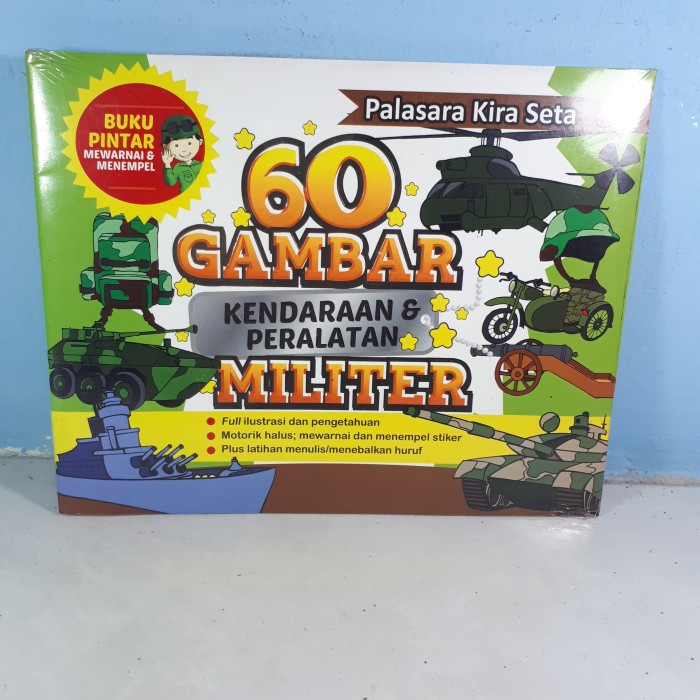 BUKU
PINTAR
MEWARNAI &
MENEMPEL
Palasara Kira Seta
60
GAMBAR
KENDARAAN &
PERALATAN
MILITER
Full ilustrasi dan pengetahuan
Motorik halus; mewarnai dan menempel stiker
Plus latihan menulis/menebalkan huruf